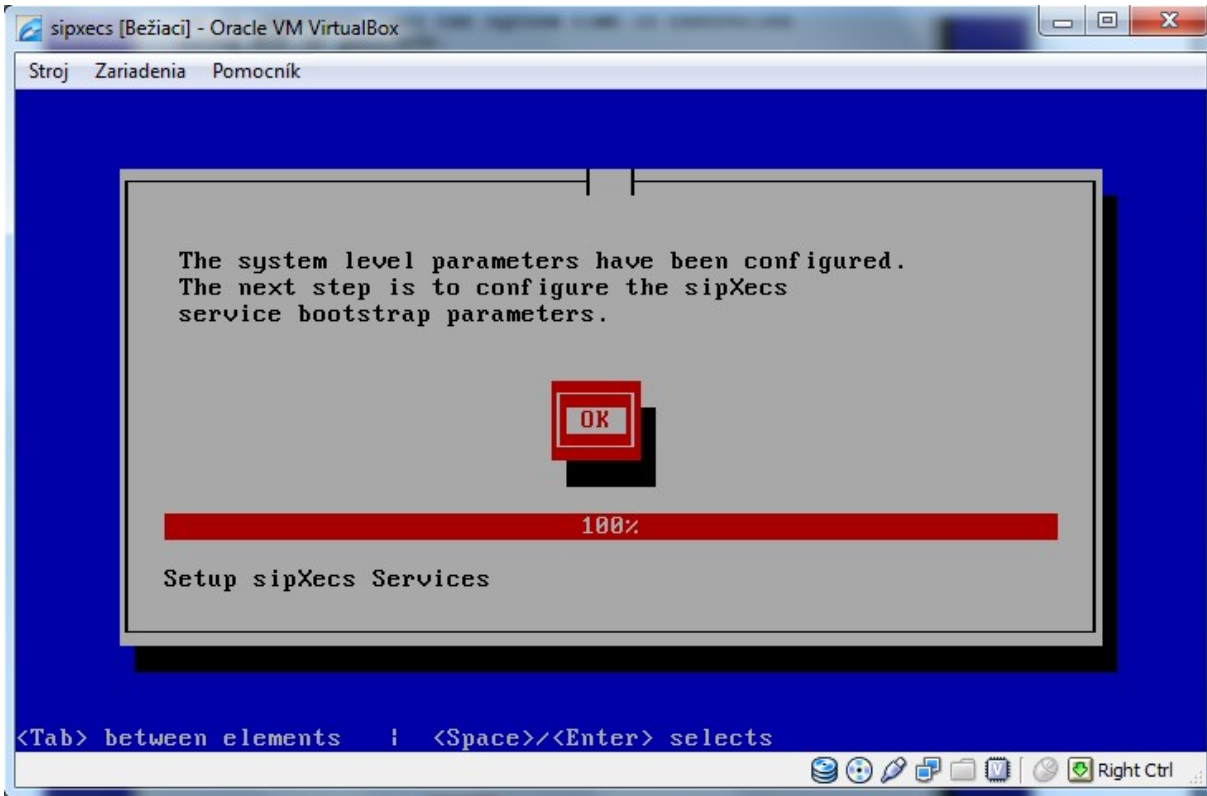 sipxecs [Bežiaci] - Oracle VM VirtualBox
Stroj Zariadenia Pomocník
The system level parameters have been configured.
The next step is to configure the sipXecs
service bootstrap parameters.
OK
100%
Setup sipXecs Services
<Tab> between elements | <Space>/<Enter> selects
Right Ctrl